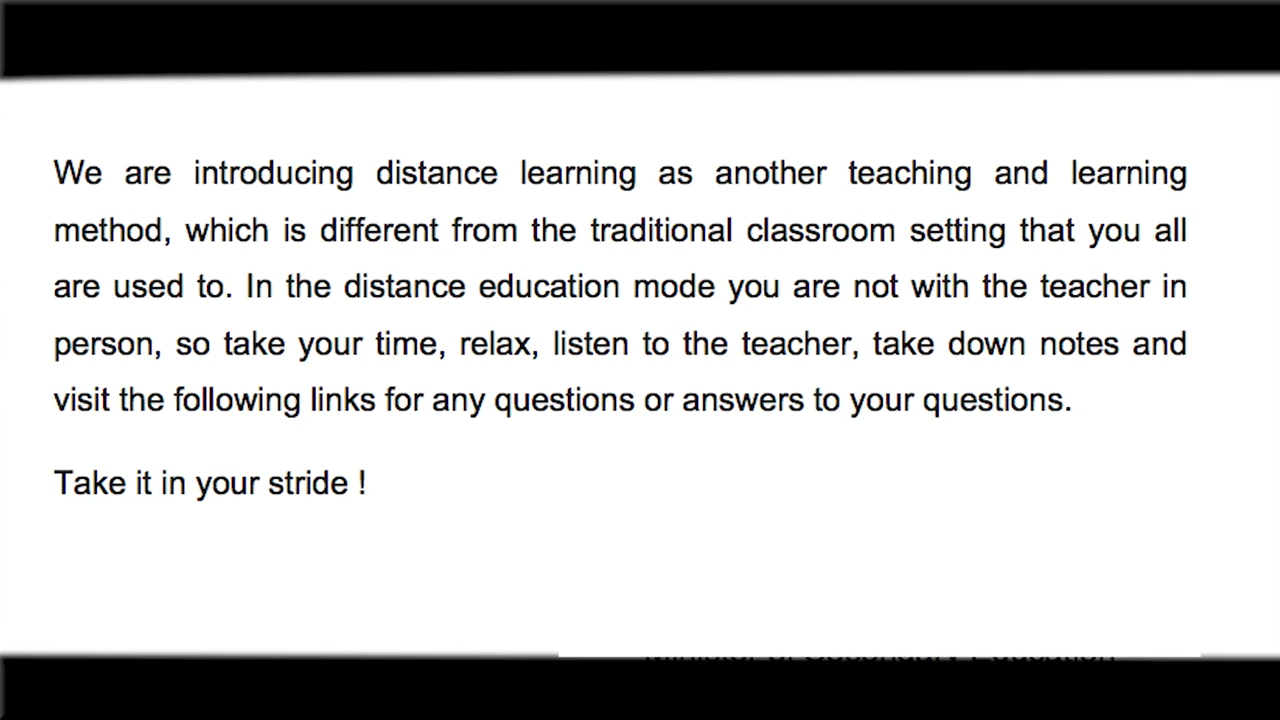 We are introducing distance learning as another teaching and learning
method, which is different from the traditional classroom setting that you all
are used to. In the distance education mode you are not with the teacher in
person, so take your time, relax, listen to the teacher, take down notes and
visit the following links for any questions or answers to your questions.
Take it in your stride !